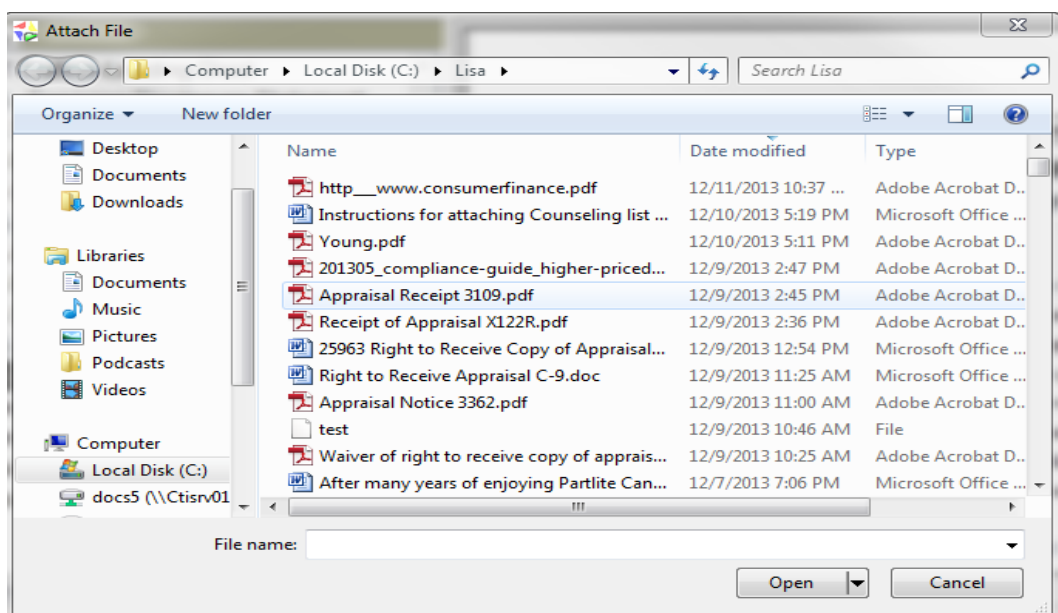 Attach File
Computer Local Disk (C:) Lisa Search Lisa
Organize New folder
Desktop
Documents
Downloads
Libraries
Documents
Music
Pictures
Podcasts
Videos
Computer
Local Disk (C:)
docs5 (\\Ctisrv01
Name Date modified Type
http__www.consumerfinance.pdf 12/11/2013 10:37 ... Adobe Acrobat D...
Instructions for attaching Counseling list ... 12/10/2013 5:19 PM Microsoft Office ...
Young.pdf 12/10/2013 5:11 PM Adobe Acrobat D...
201305_compliance-guide_higher-priced... 12/9/2013 2:47 PM Adobe Acrobat D...
Appraisal Receipt 3109.pdf 12/9/2013 2:45 PM Adobe Acrobat D...
Receipt of Appraisal X122R.pdf 12/9/2013 2:36 PM Adobe Acrobat D...
25963 Right to Receive Copy of Appraisal... 12/9/2013 12:54 PM Microsoft Office ...
Right to Receive Appraisal C-9.doc 12/9/2013 11:25 AM Microsoft Office ...
Appraisal Notice 3362.pdf 12/9/2013 11:00 AM Adobe Acrobat D...
test 12/9/2013 10:46 AM File
Waiver of right to receive copy of apprais... 12/9/2013 10:25 AM Adobe Acrobat D...
After many years of enjoying Partlite Can... 12/7/2013 7:06 PM Microsoft Office ...
File name:
Open Cancel